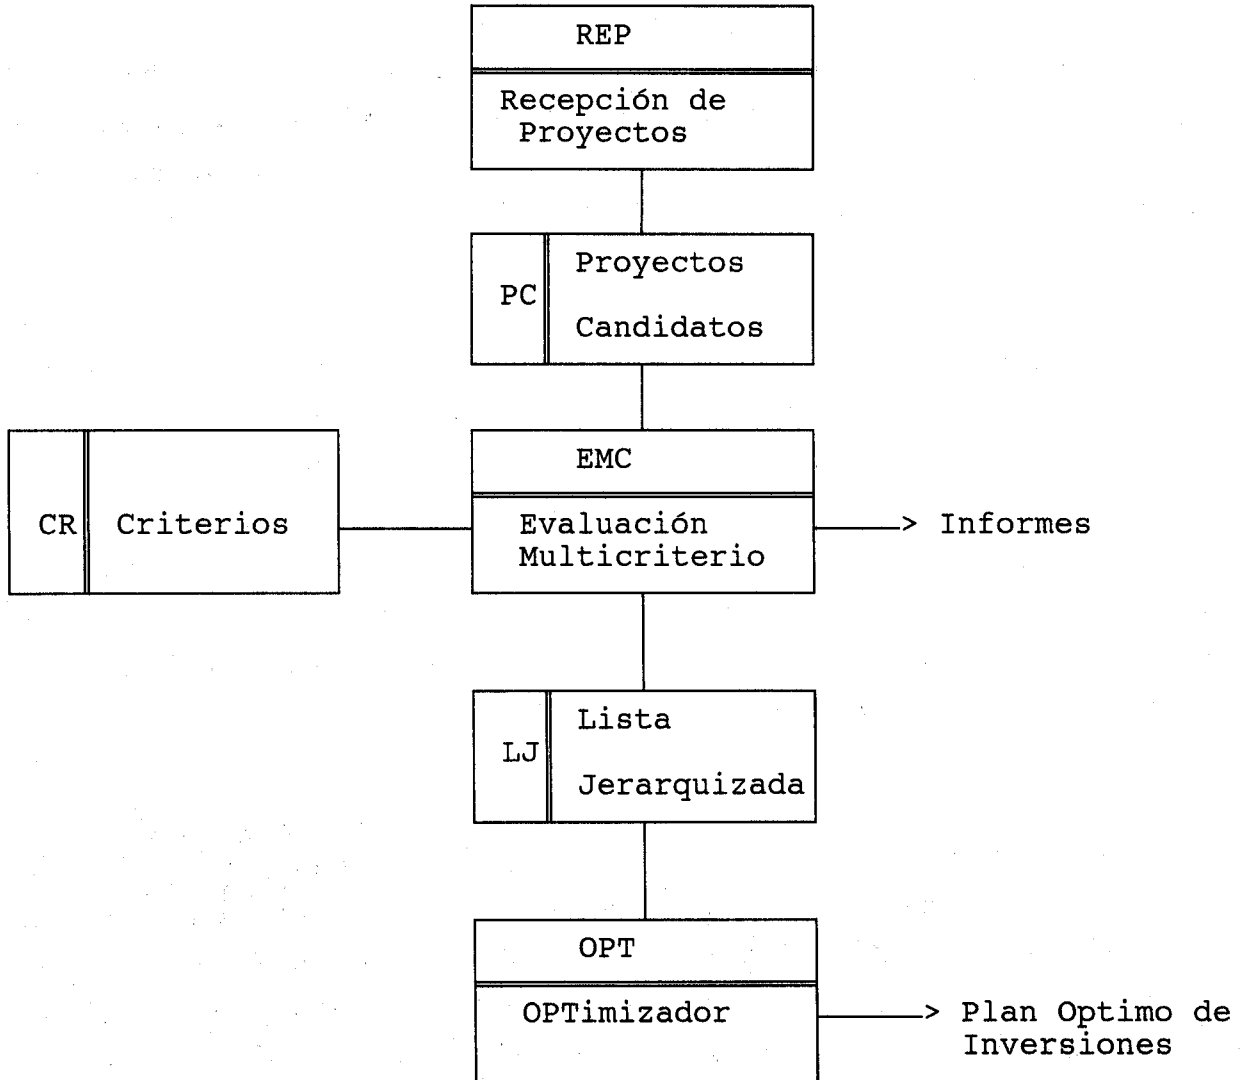 REP
Recepción de
Proyectos
PC
Proyectos
Candidatos
CR
Criterios
EMC
Evaluación
Multicriterio
> Informes
LJ
Lista
Jerarquizada
OPT
OPTimizador
> Plan Optimo de
Inversiones